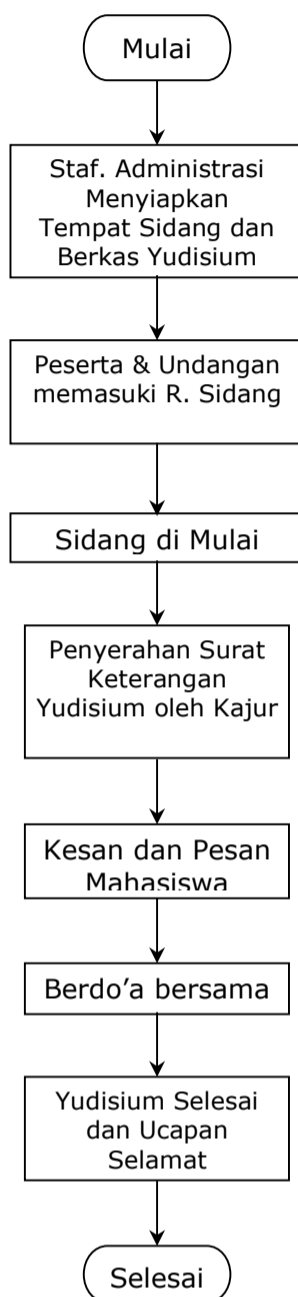 Mulai
Staf. Administrasi
Menyiapkan
Tempat Sidang dan
Berkas Yudisium
Peserta & Undangan
memasuki R. Sidang
Sidang di Mulai
Penyerahan Surat
Keterangan
Yudisium oleh Kajur
Kesan dan Pesan
Mahasiswa
Berdo’a bersama
Yudisium Selesai
dan Ucapan
Selamat
Selesai